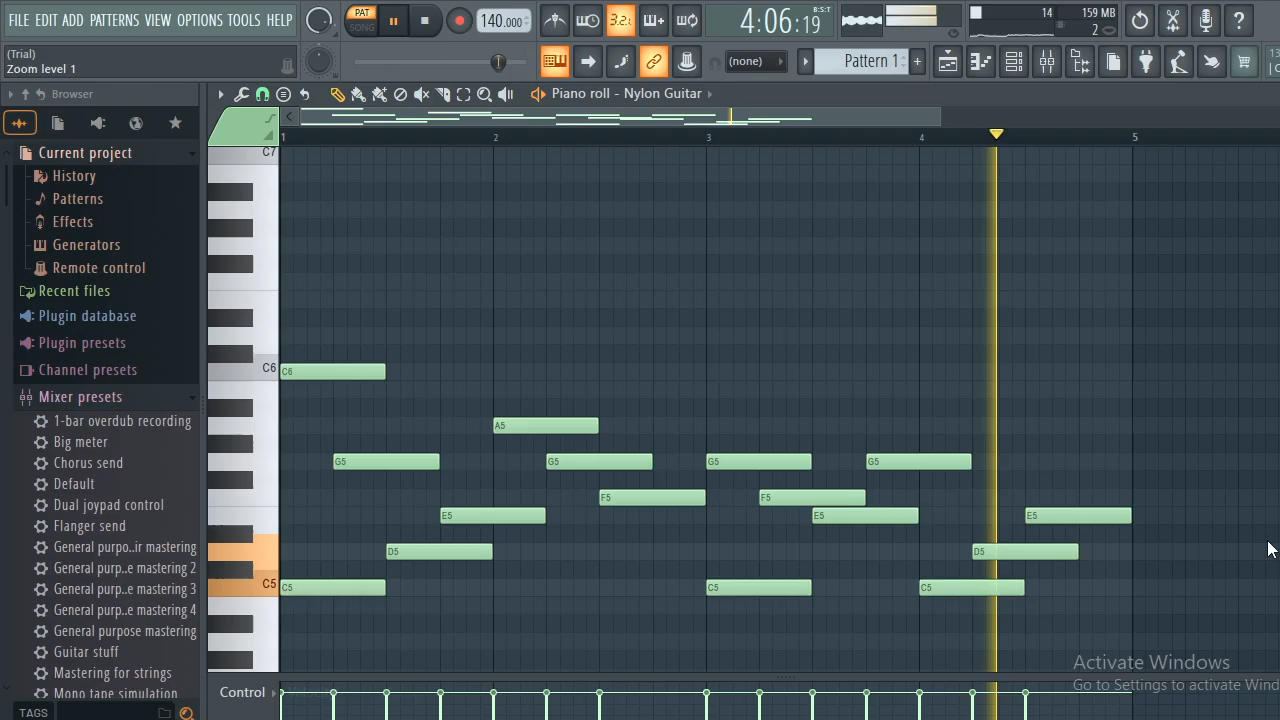 FILE EDIT ADD PATTERNS VIEW OPTIONS TOOLS HELP
PAT
SONG
140.000
3.2.
4:06:19
B:S:T
14
159 MB
2
(Trial)
Zoom level 1
(none)
Pattern 1
+
Browser
Piano roll - Nylon Guitar
Current project
History
Patterns
Effects
Generators
Remote control
Recent files
Plugin database
Plugin presets
Channel presets
Mixer presets
1-bar overdub recording
Big meter
Chorus send
Default
Dual joypad control
Flanger send
General purpo..ir mastering
General purp..e mastering 2
General purp..e mastering 3
General purp..e mastering 4
General purpose mastering
Guitar stuff
Mastering for strings
Mono tape simulation
TAGS
1 2 3 4 5
C7
C6
C5
C6
A5
G5 G5 G5 G5
F5 F5
E5 E5 E5
D5 D5
C5 C5 C5
Control
Activate Windows
Go to Settings to activate Wind